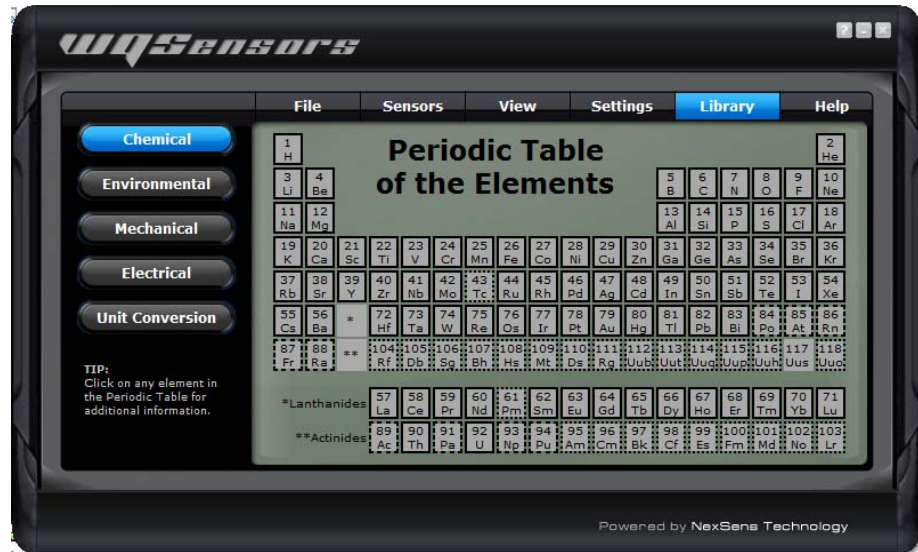 WQSensors
? - x
File Sensors View Settings Library Help
Chemical
Environmental
Mechanical
Electrical
Unit Conversion
TIP:
Click on any element in
the Periodic Table for
additional information.
Periodic Table
of the Elements
1 2
H He
3 4 5 6 7 8 9 10
Li Be B C N O F Ne
11 12 13 14 15 16 17 18
Na Mg Al Si P S Cl Ar
19 20 21 22 23 24 25 26 27 28 29 30 31 32 33 34 35 36
K Ca Sc Ti V Cr Mn Fe Co Ni Cu Zn Ga Ge As Se Br Kr
37 38 39 40 41 42 43 44 45 46 47 48 49 50 51 52 53 54
Rb Sr Y Zr Nb Mo Tc Ru Rh Pd Ag Cd In Sn Sb Te I Xe
55 56 * 72 73 74 75 76 77 78 79 80 81 82 83 84 85 86
Cs Ba Hf Ta W Re Os Ir Pt Au Hg Tl Pb Bi Po At Rn
87 88 ** 104 105 106 107 108 109 110 111 112 113 114 115 116 117 118
Fr Ra Rf Db Sg Bh Hs Mt Ds Rg Uub Uut Uuq Uup Uuh Uus Uuo
*Lanthanides 57 58 59 60 61 62 63 64 65 66 67 68 69 70 71
La Ce Pr Nd Pm Sm Eu Gd Tb Dy Ho Er Tm Yb Lu
**Actinides 89 90 91 92 93 94 95 96 97 98 99 100 101 102 103
Ac Th Pa U Np Pu Am Cm Bk Cf Es Fm Md No Lr
Powered by NexSens Technology